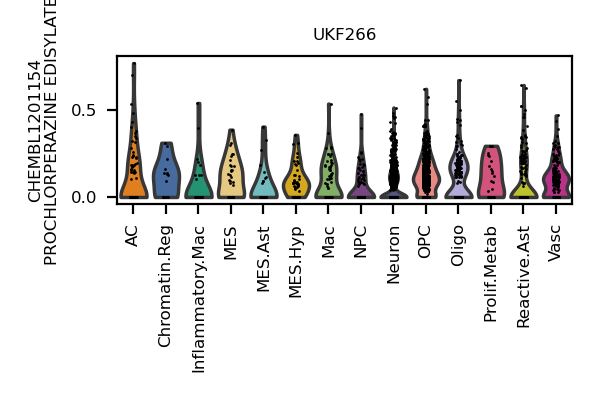 UKF266
CHEMBL1201154
PROCHLORPERAZINE EDISYLATE
0.5
0.0
AC
Chromatin.Reg
Inflammatory.Mac
MES
MES.Ast
MES.Hyp
Mac
NPC
Neuron
OPC
Oligo
Prolif.Metab
Reactive.Ast
Vasc